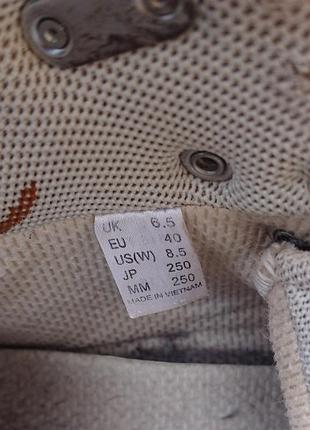 UK 6.5
EU 40
US(W) 8.5
JP 250
MM 250
MADE IN VIETNAM